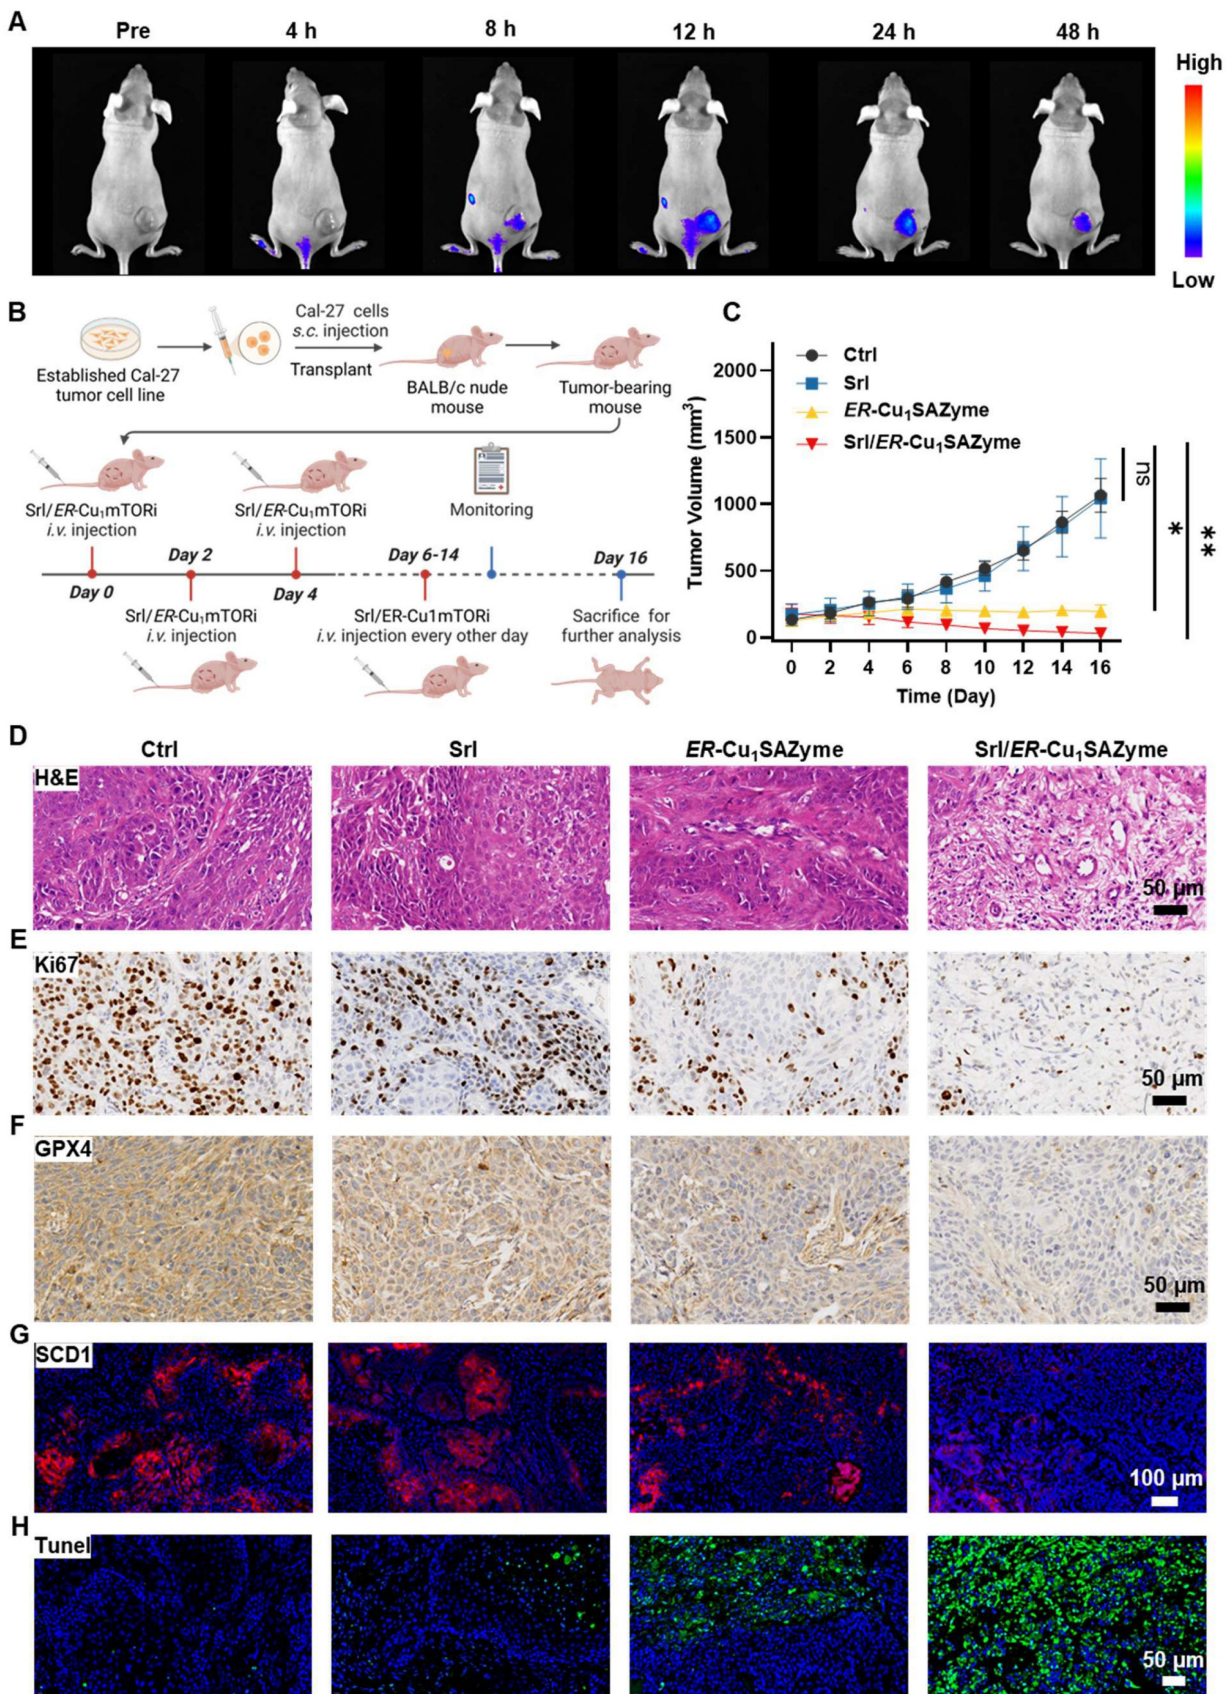 A
Pre
4 h
8 h
12 h
24 h
48 h
High
Low
B
Established Cal-27
tumor cell line
Cal-27 cells
s.c. injection
Transplant
BALB/c nude
mouse
Tumor-bearing
mouse
Srl/ER-Cu₁mTORi
i.v. injection
Srl/ER-Cu₁mTORi
i.v. injection
Monitoring
Day 0
Day 2
Day 4
Day 6-14
Day 16
Srl/ER-Cu₁mTORi
i.v. injection
Srl/ER-Cu1mTORi
i.v. injection every other day
Sacrifice for
further analysis
C
Tumor Volume (mm³)
2000
1500
1000
500
0
Ctrl
Srl
ER-Cu₁SAZyme
Srl/ER-Cu₁SAZyme
ns
*
**
0 2 4 6 8 10 12 14 16
Time (Day)
D
Ctrl
Srl
ER-Cu₁SAZyme
Srl/ER-Cu₁SAZyme
H&E
50 µm
E
Ki67
50 µm
F
GPX4
50 µm
G
SCD1
100 µm
H
Tunel
50 µm